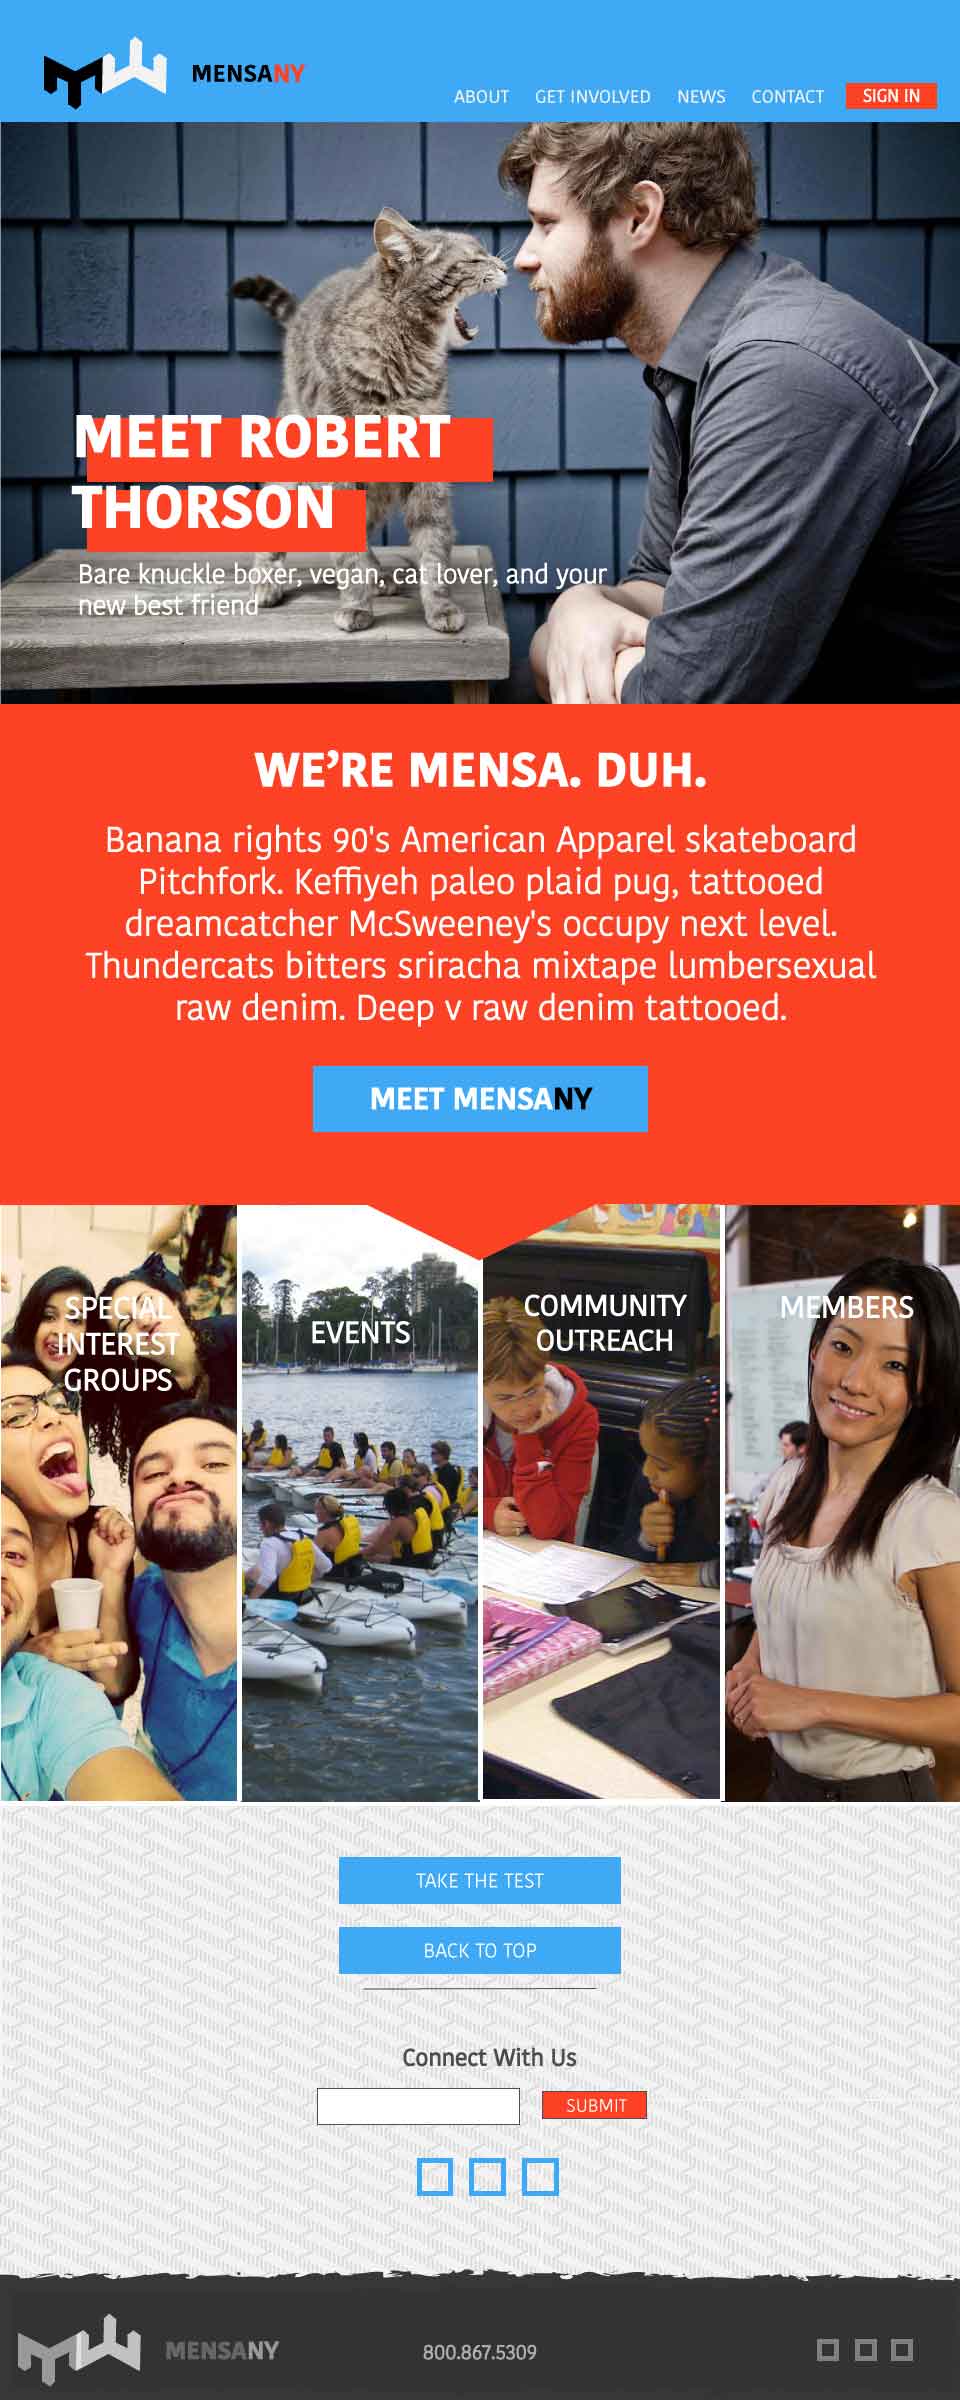 MENSANY
ABOUT GET INVOLVED NEWS CONTACT SIGN IN
MEET ROBERT
THORSON
Bare knuckle boxer, vegan, cat lover, and your
new best friend
WE’RE MENSA. DUH.
Banana rights 90's American Apparel skateboard
Pitchfork. Keffiyeh paleo plaid pug, tattooed
dreamcatcher McSweeney's occupy next level.
Thundercats bitters sriracha mixtape lumbersexual
raw denim. Deep v raw denim tattooed.
MEET MENSANY
SPECIAL
INTEREST
GROUPS
EVENTS
COMMUNITY
OUTREACH
MEMBERS
TAKE THE TEST
BACK TO TOP
Connect With Us
SUBMIT
MENSANY
800.867.5309